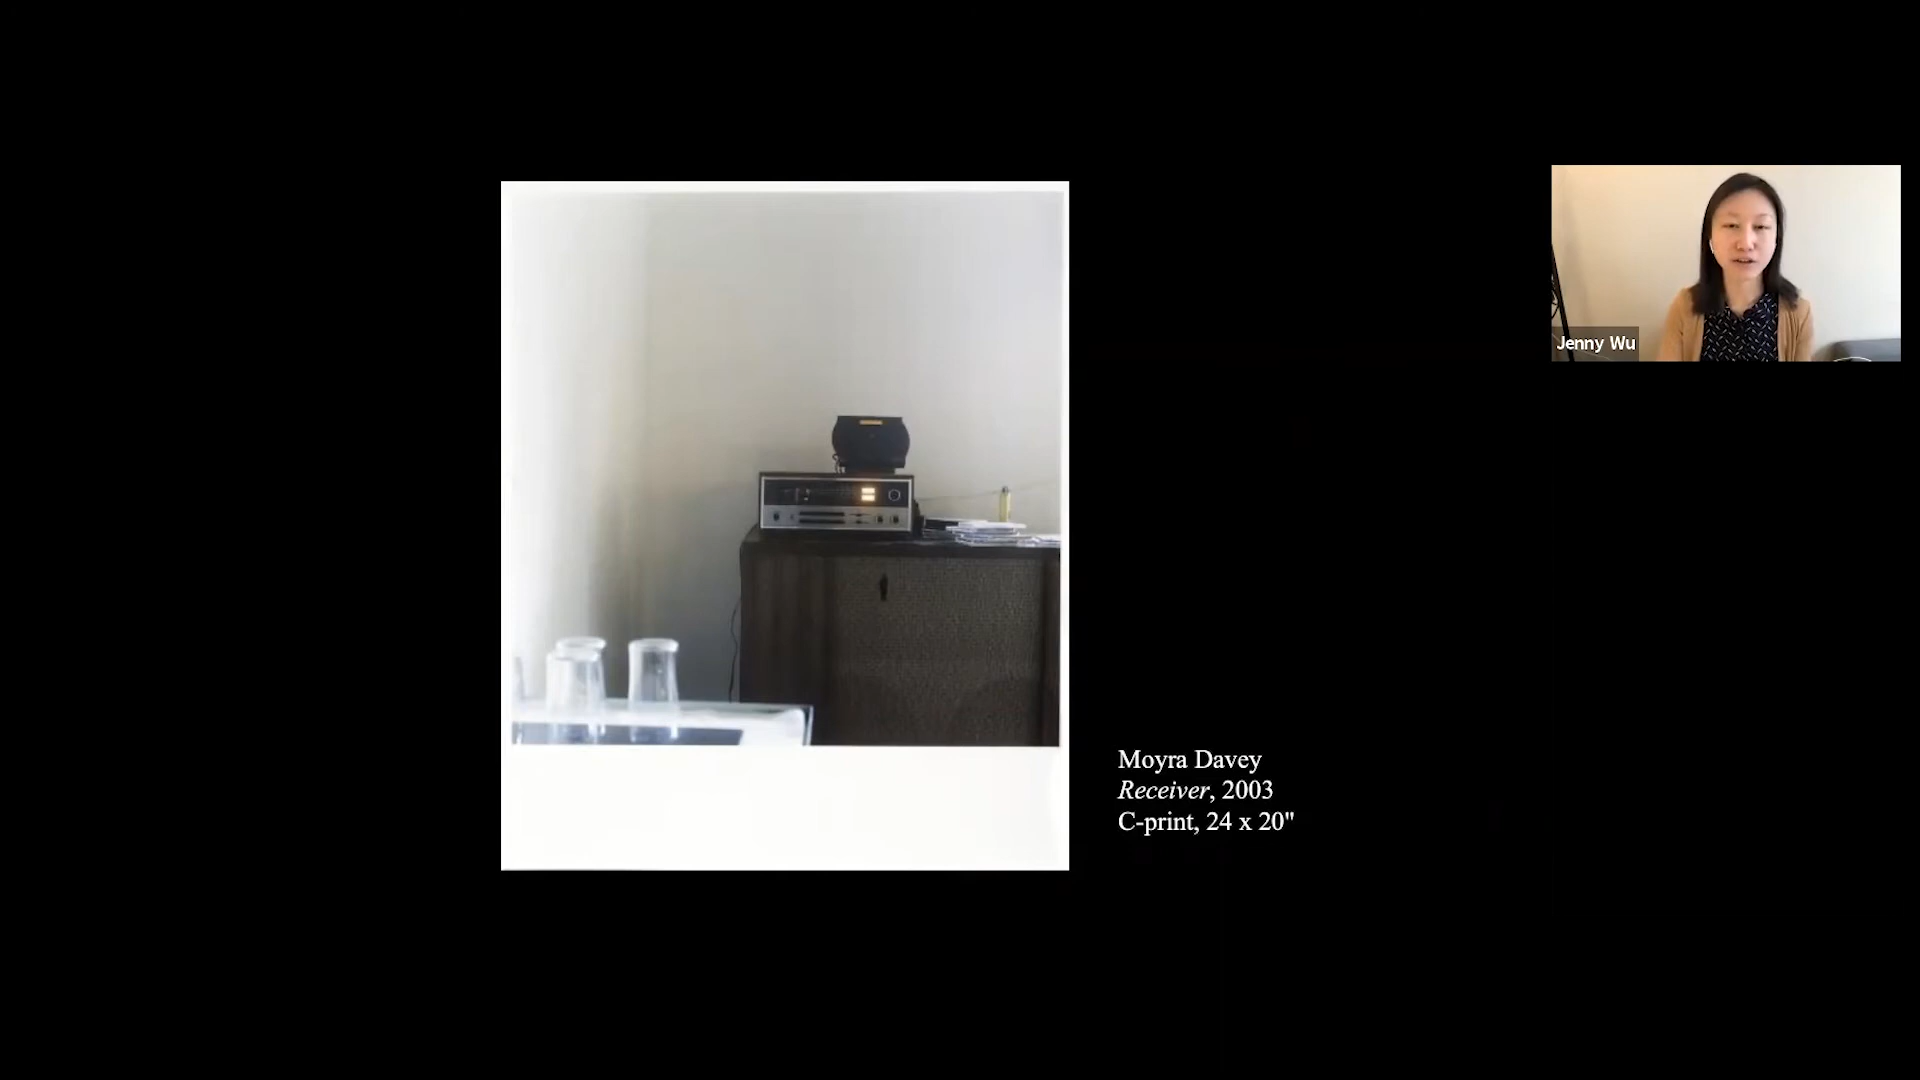 Jenny Wu
Moyra Davey
Receiver, 2003
C-print, 24 x 20"